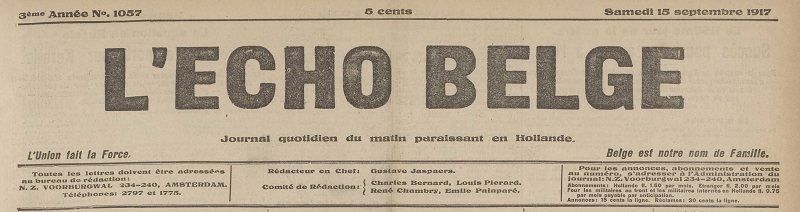 3ème Année No. 1057 5 cents Samedi 15 septembre 1917
L'ECHO BELGE
Journal quotidien du matin paraissant en Hollande.
L'Union fait la Force. Belge est notre nom de Famille.
Toutes les lettres doivent être adressées
au bureau de rédaction:
N. Z. VOORBURGWAL 234-240, AMSTERDAM.
Téléphones: 2797 et 1775.
Rédacteur en Chef: Gustave Jaspaers.
Comité de Rédaction: Charles Bernard, Louis Piérard,
René Chambry, Emile Painparé.
Pour les annonces, abonnements et vente
au numéro, s'adresser à l'Administration du
journal: N. Z. Voorburgwal 234-240, Amsterdam
Abonnements: Hollande fl. 1.50 par mois. Etranger fl. 2.00 par mois
Pour les militaires au front et les militaires internés en Hollande fl. 0.75
par mois payable par anticipation.
Annonces: 15 cents la ligne. Réclames: 30 cents la ligne.